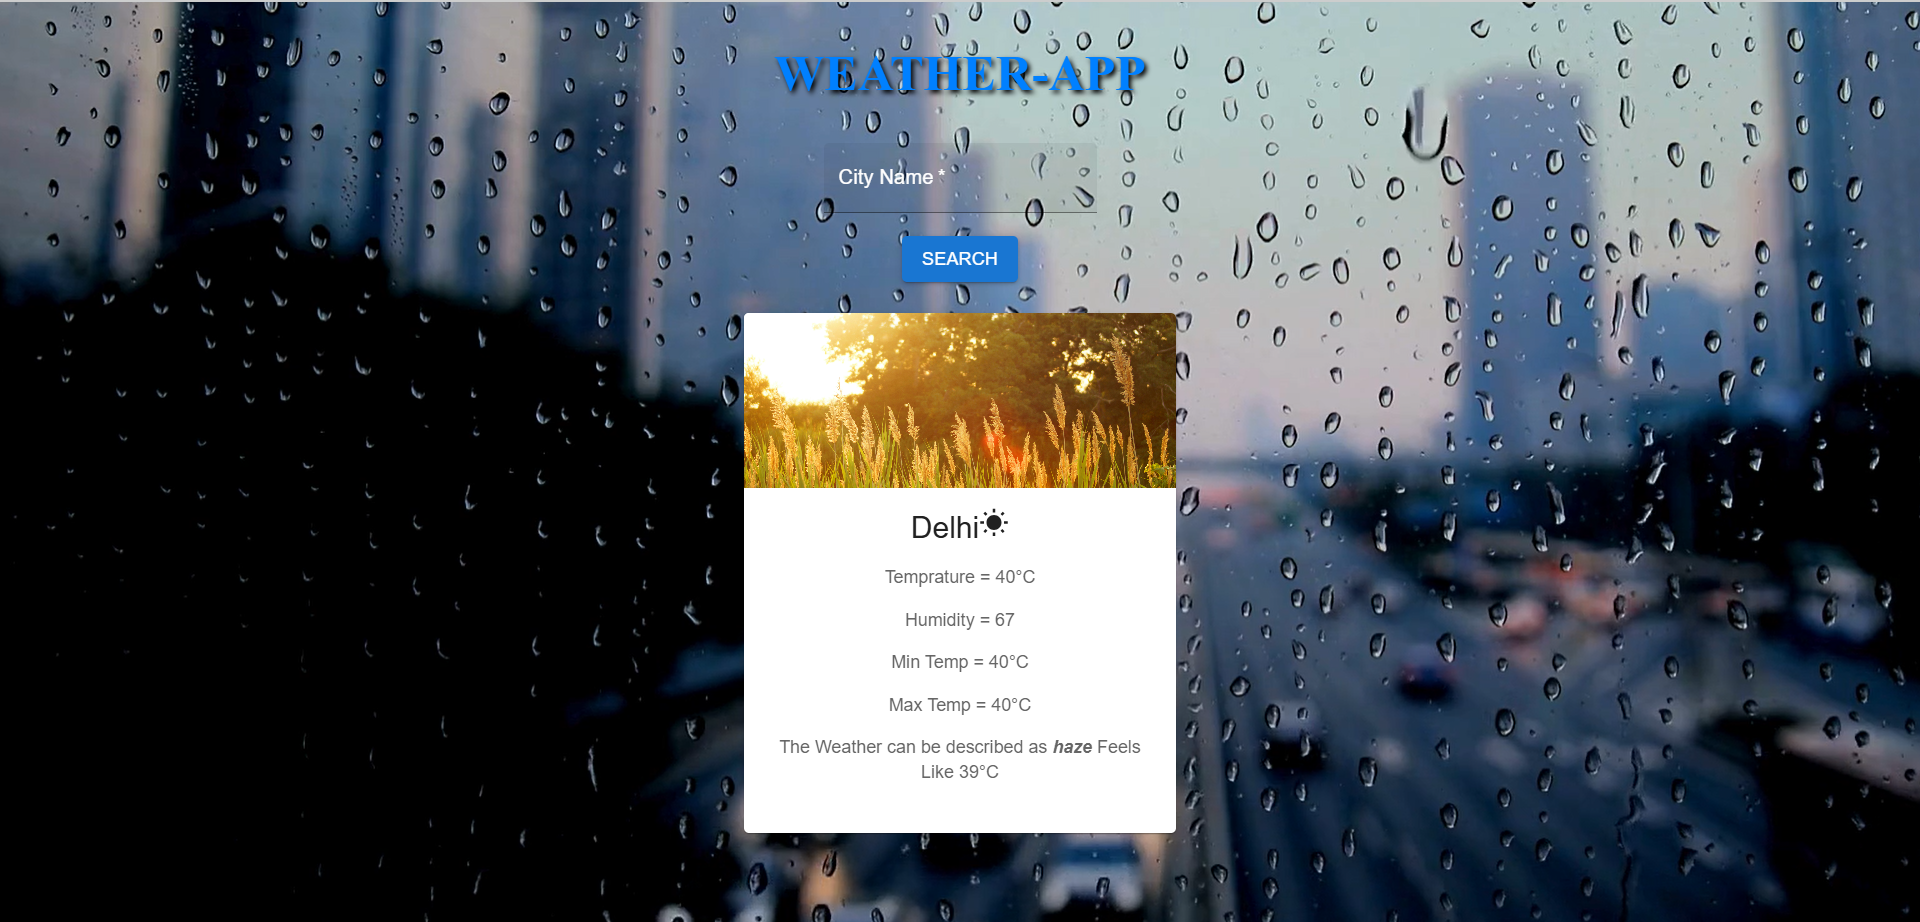 WEATHER-APP
City Name *
SEARCH
Delhi
Temprature = 40°C
Humidity = 67
Min Temp = 40°C
Max Temp = 40°C
The Weather can be described as haze Feels
Like 39°C